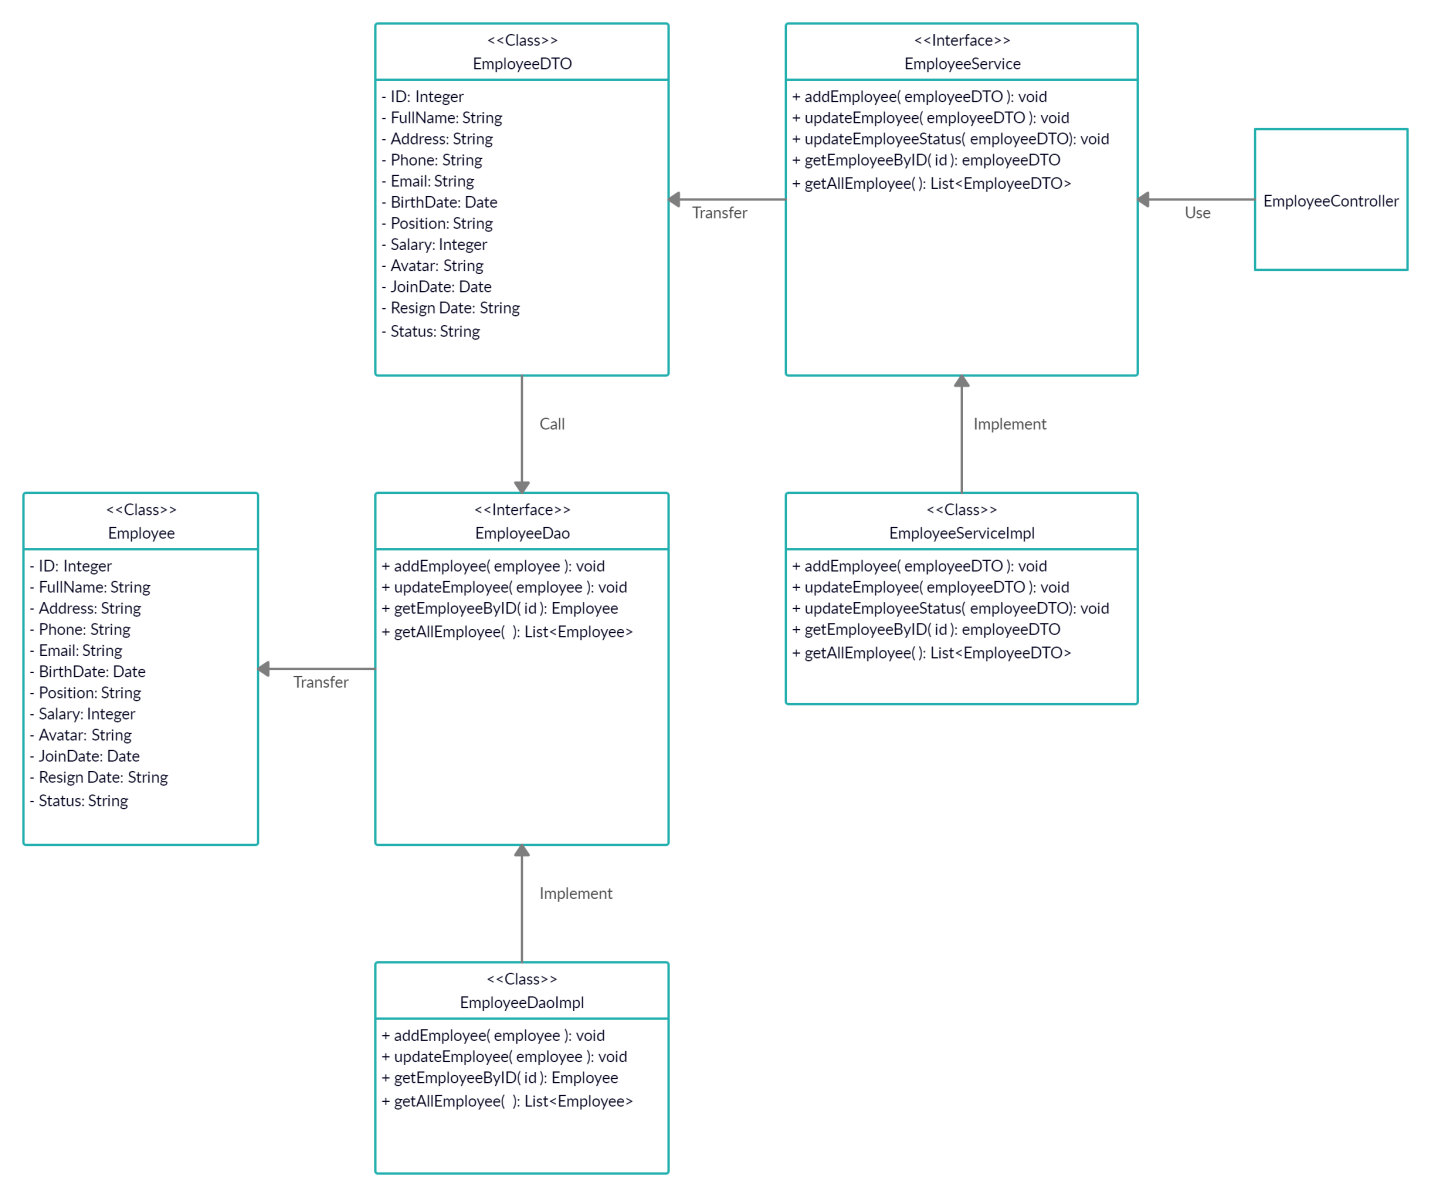 <<Class>>
EmployeeDTO
- ID: Integer
- FullName: String
- Address: String
- Phone: String
- Email: String
- BirthDate: Date
- Position: String
- Salary: Integer
- Avatar: String
- JoinDate: Date
- Resign Date: String
- Status: String
<<Interface>>
EmployeeService
+ addEmployee( employeeDTO ): void
+ updateEmployee( employeeDTO ): void
+ updateEmployeeStatus( employeeDTO): void
+ getEmployeeByID( id ): employeeDTO
+ getAllEmployee( ): List<EmployeeDTO>
EmployeeController
Transfer
Use
Call
Implement
<<Class>>
Employee
- ID: Integer
- FullName: String
- Address: String
- Phone: String
- Email: String
- BirthDate: Date
- Position: String
- Salary: Integer
- Avatar: String
- JoinDate: Date
- Resign Date: String
- Status: String
Transfer
<<Interface>>
EmployeeDao
+ addEmployee( employee ): void
+ updateEmployee( employee ): void
+ getEmployeeByID( id ): Employee
+ getAllEmployee(  ): List<Employee>
<<Class>>
EmployeeServiceImpl
+ addEmployee( employeeDTO ): void
+ updateEmployee( employeeDTO ): void
+ updateEmployeeStatus( employeeDTO): void
+ getEmployeeByID( id ): employeeDTO
+ getAllEmployee( ): List<EmployeeDTO>
Implement
<<Class>>
EmployeeDaoImpl
+ addEmployee( employee ): void
+ updateEmployee( employee ): void
+ getEmployeeByID( id ): Employee
+ getAllEmployee(  ): List<Employee>